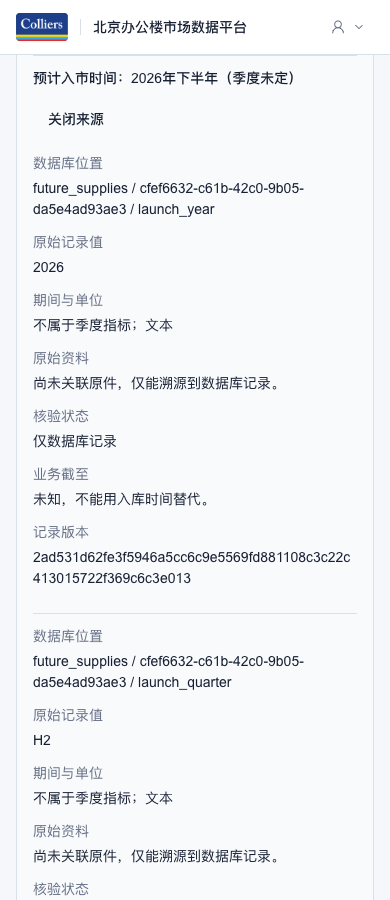 Colliers
北京办公楼市场数据平台
预计入市时间：2026年下半年（季度未定）
关闭来源
数据库位置
future_supplies / cfef6632-c61b-42c0-9b05-
da5e4ad93ae3 / launch_year
原始记录值
2026
期间与单位
不属于季度指标；文本
原始资料
尚未关联原件，仅能溯源到数据库记录。
核验状态
仅数据库记录
业务截至
未知，不能用入库时间替代。
记录版本
2ad531d62fe3f5946a5cc6c9e5569fd881108c3c22c
413015722f369c6c3e013
数据库位置
future_supplies / cfef6632-c61b-42c0-9b05-
da5e4ad93ae3 / launch_quarter
原始记录值
H2
期间与单位
不属于季度指标；文本
原始资料
尚未关联原件，仅能溯源到数据库记录。
核验状态